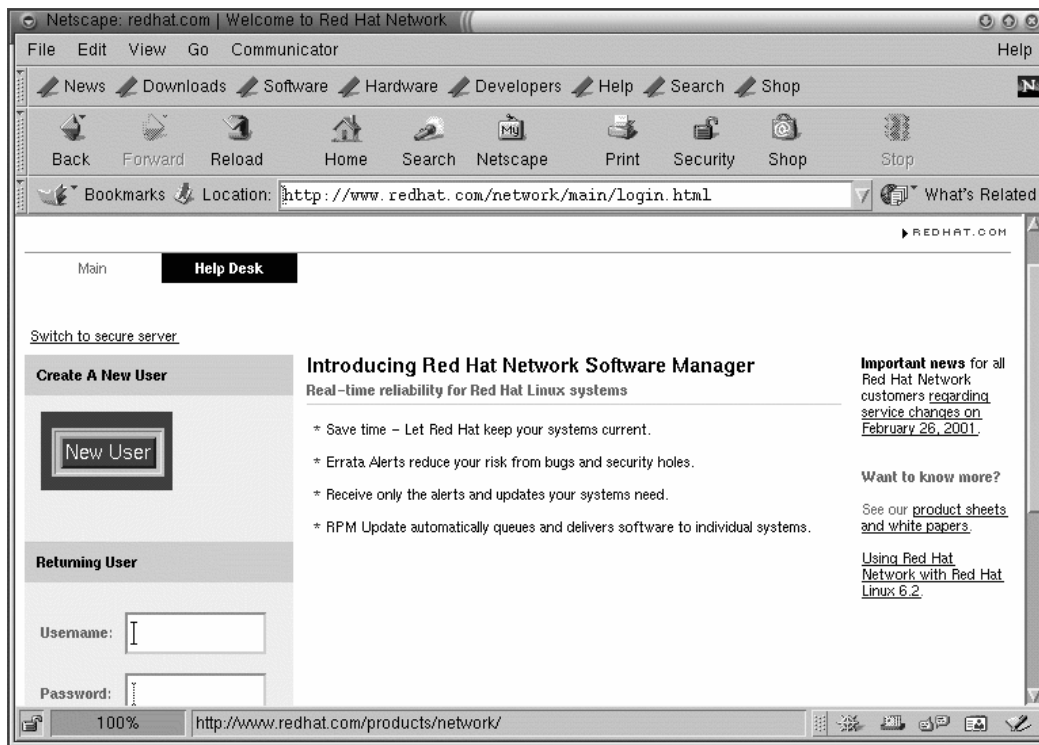 Netscape: redhat.com | Welcome to Red Hat Network
File Edit View Go Communicator Help
News Downloads Software Hardware Developers Help Search Shop
N
My
Back Forward Reload Home Search Netscape Print Security Shop Stop
Bookmarks Location: http://www.redhat.com/network/main/login.html What's Related
REDHAT.COM
Main Help Desk
Switch to secure server
Create A New User
New User
Returning User
Username:
Password:
Introducing Red Hat Network Software Manager
Real-time reliability for Red Hat Linux systems
* Save time - Let Red Hat keep your systems current.
* Errata Alerts reduce your risk from bugs and security holes.
* Receive only the alerts and updates your systems need.
* RPM Update automatically queues and delivers software to individual systems.
Important news for all
Red Hat Network
customers regarding
service changes on
February 26, 2001.
Want to know more?
See our product sheets
and white papers.
Using Red Hat
Network with Red Hat
Linux 6.2.
100% http://www.redhat.com/products/network/